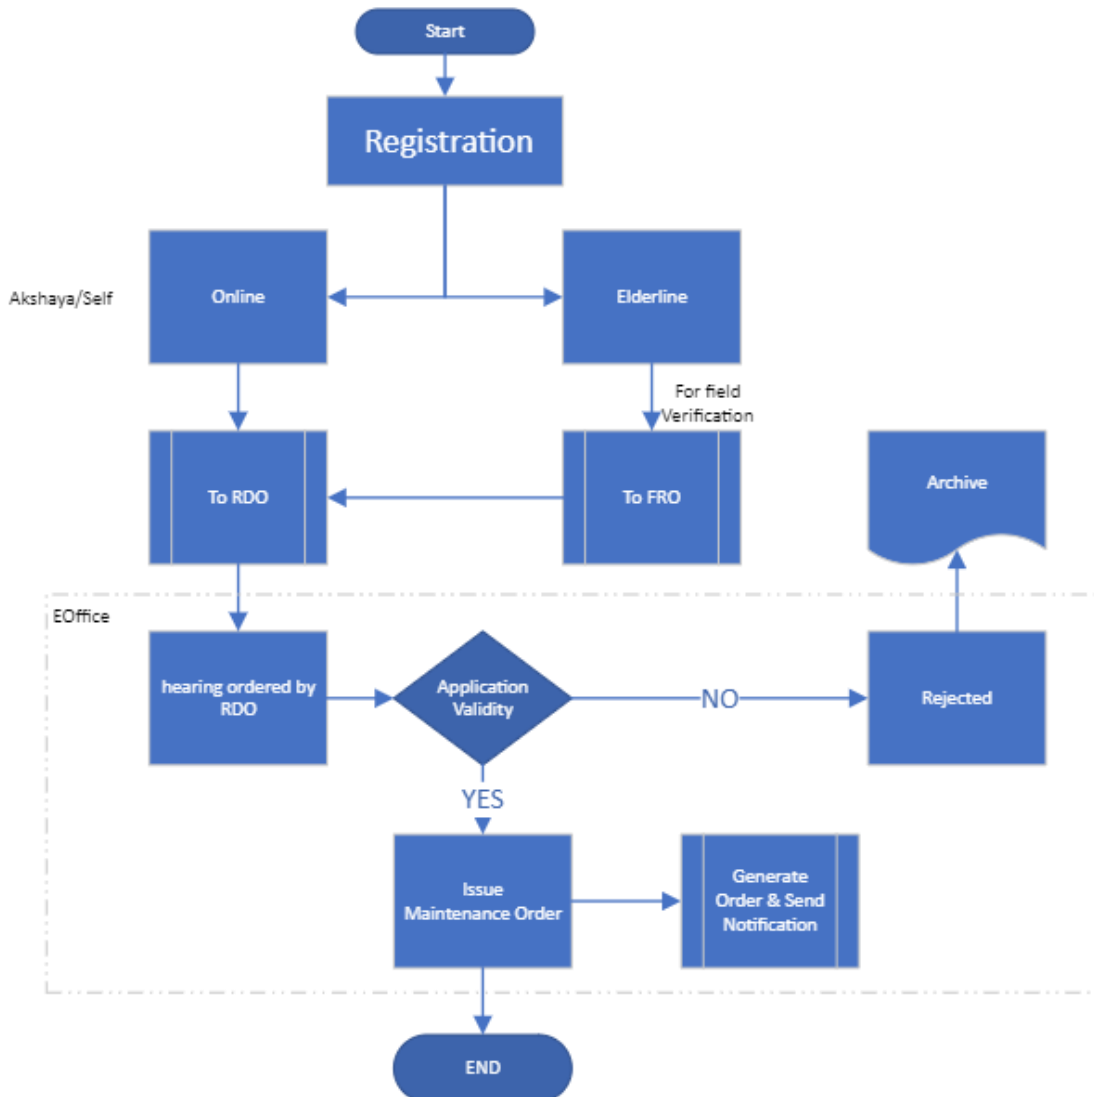 Start
Registration
Akshaya/Self
Online
Elderline
For field
Verification
To RDO
To FRO
Archive
EOffice
hearing ordered by
RDO
Application
Validity
NO
Rejected
YES
Issue
Maintenance Order
Generate
Order & Send
Notification
END